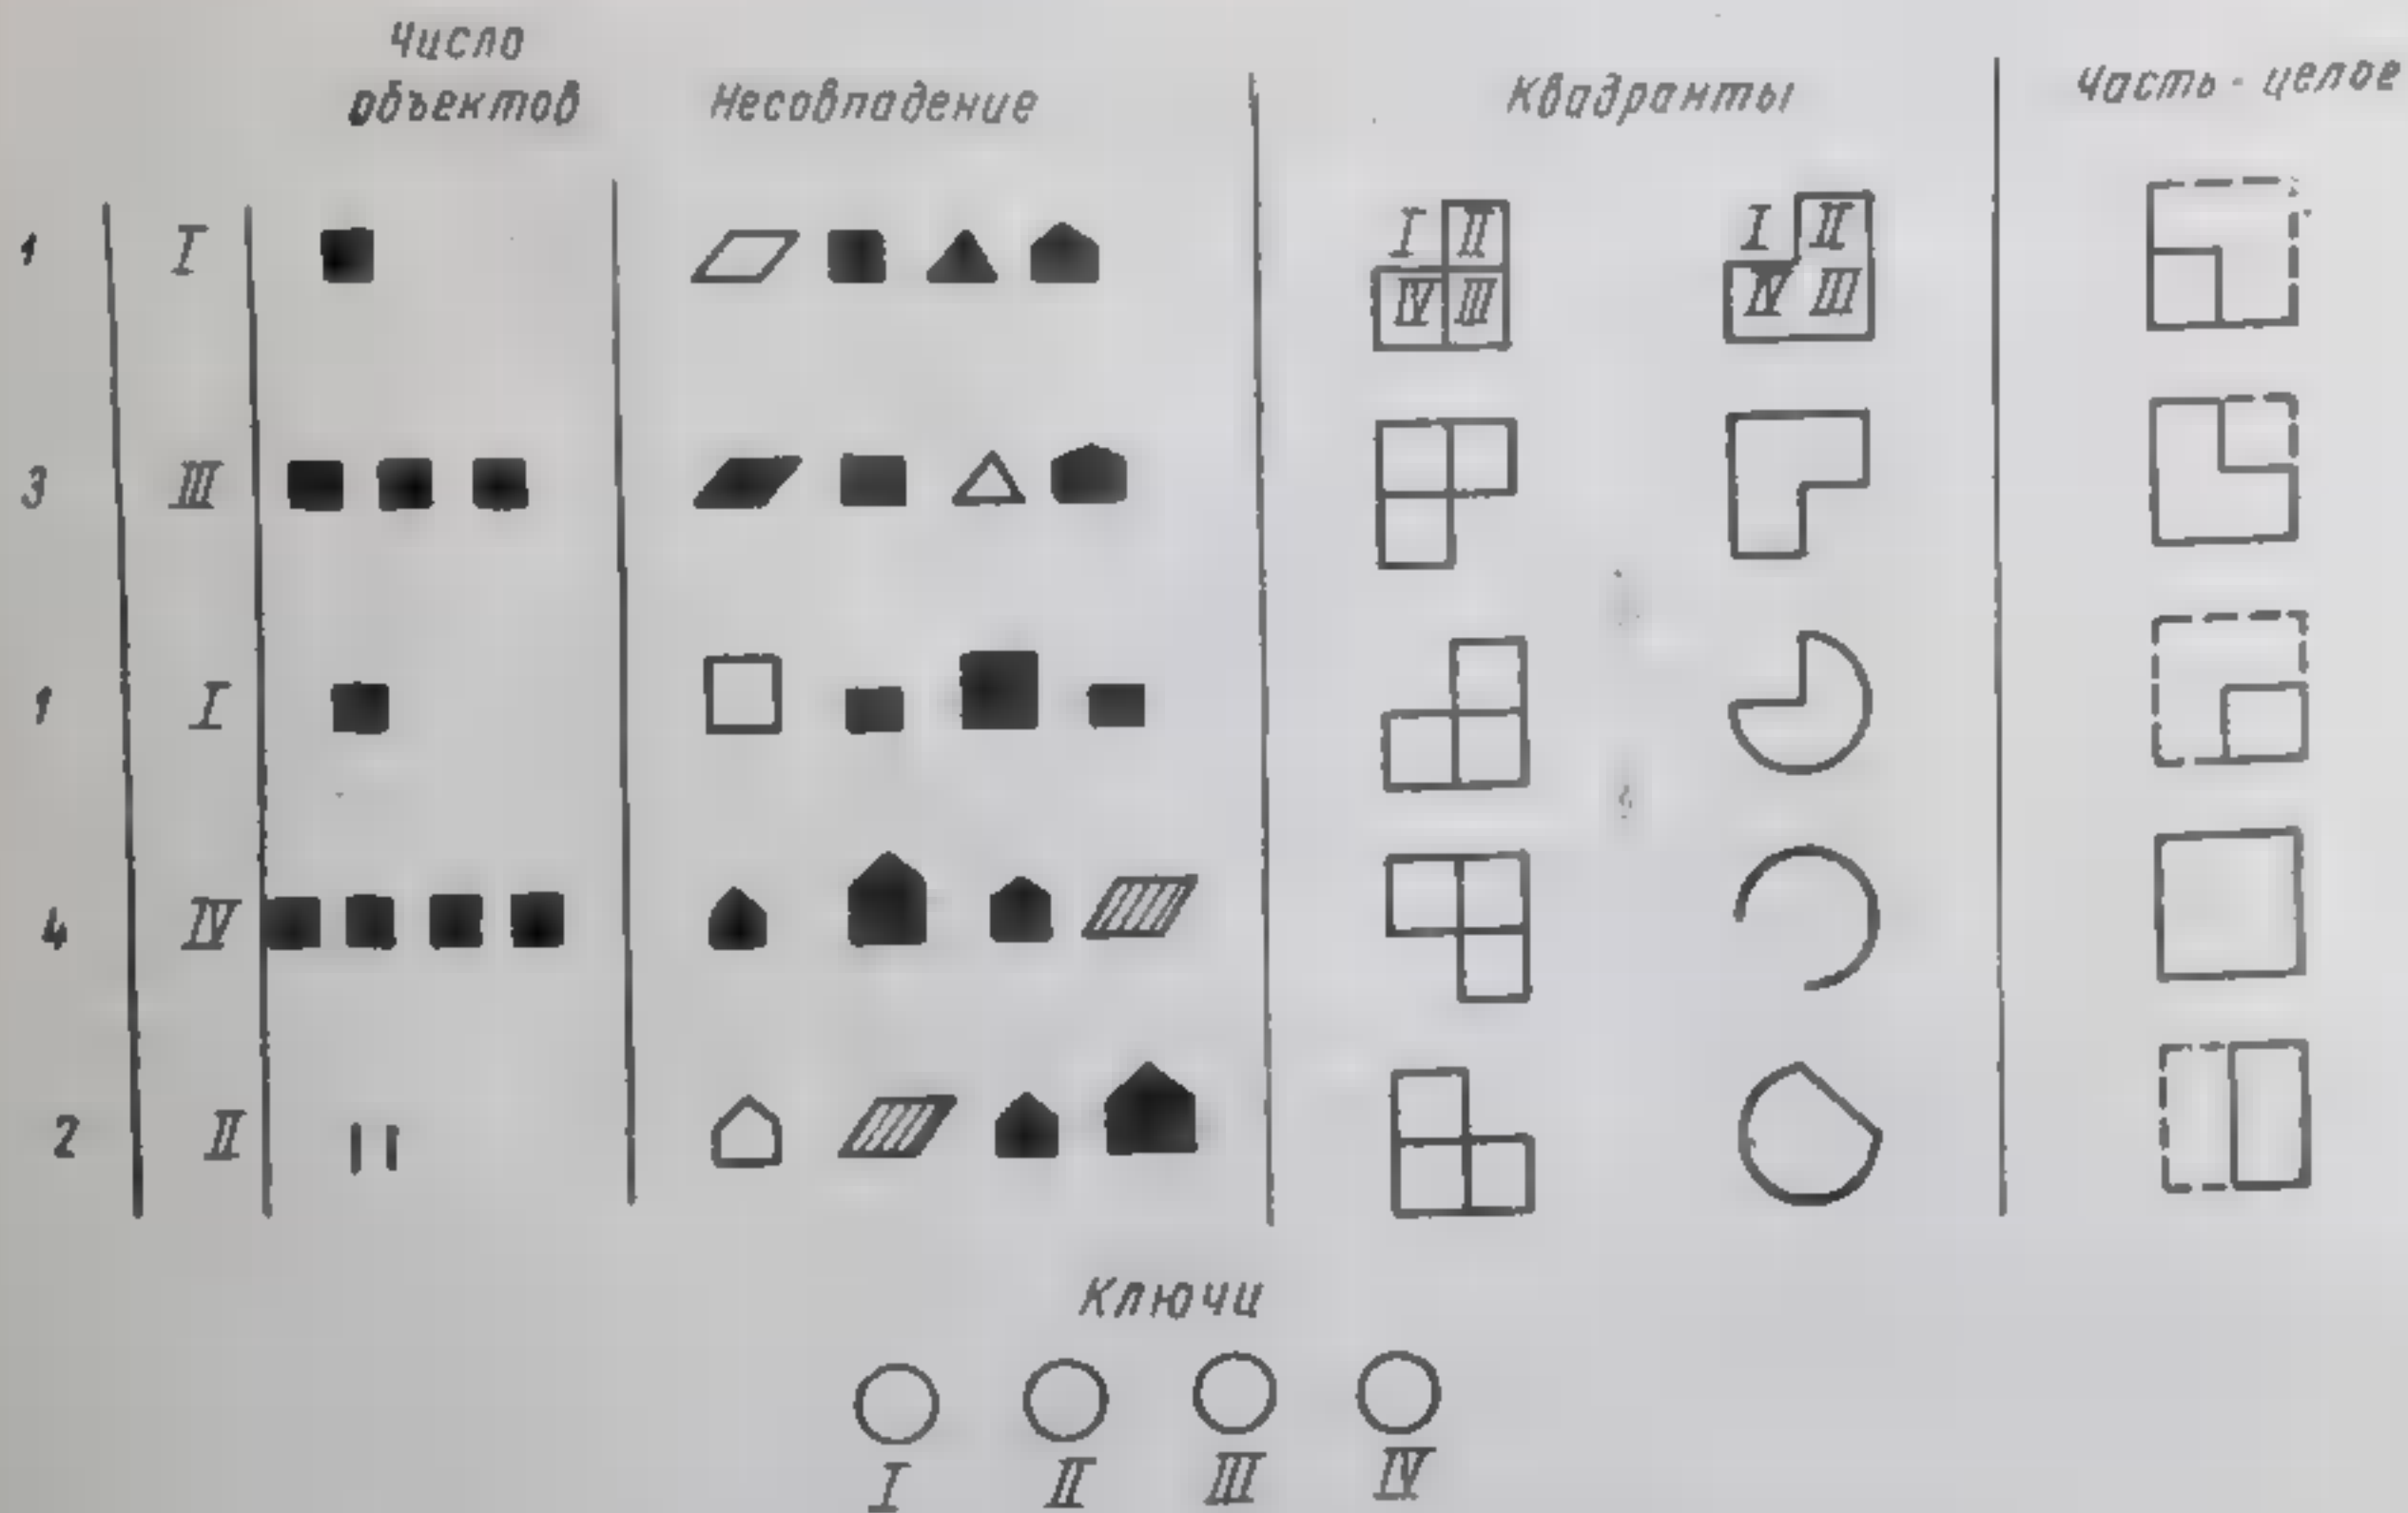 Число
объектов
Несовпадение
Квадранты
Часть - целое
1 I
I II
IV III
I II
IV III
3 III
1 I
4 IV
2 II
Ключи
I II III IV